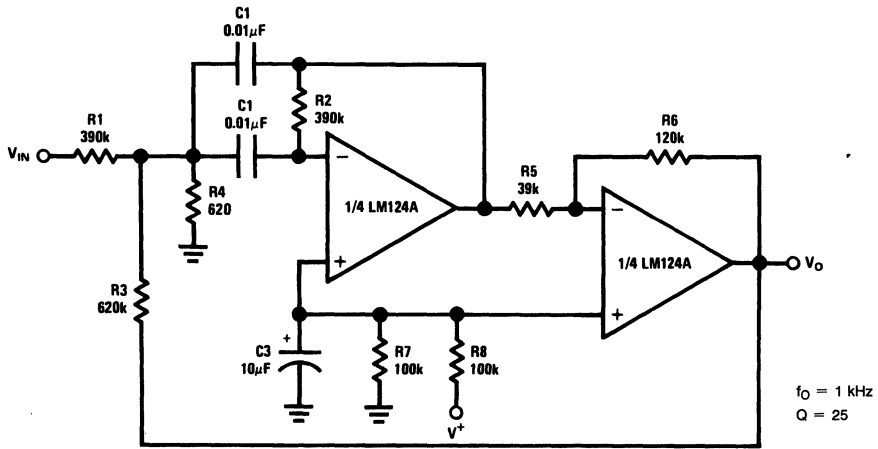 C1
0.01μF
C1
0.01μF
R2
390k
R1
390k
VIN
R4
620
R3
620k
−
+
1/4 LM124A
R5
39k
R6
120k
−
+
1/4 LM124A
VO
+
C3
10μF
R7
100k
R8
100k
V+
fO = 1 kHz
Q = 25